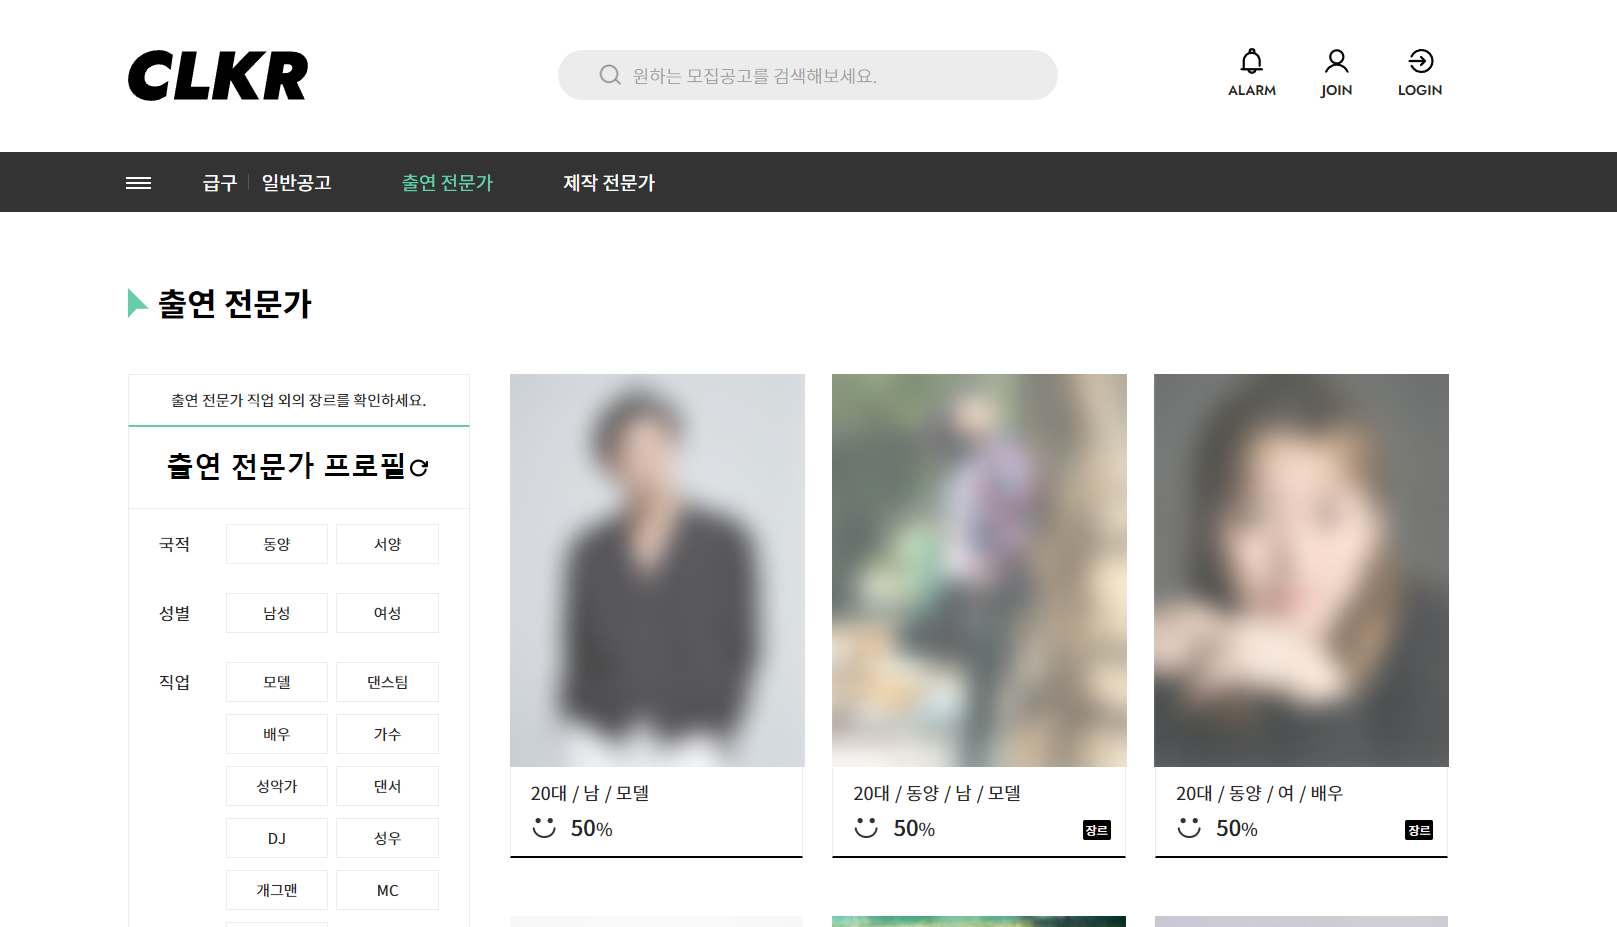 CLKR
원하는 모집공고를 검색해보세요.
ALARM
JOIN
LOGIN
급구
일반공고
출연 전문가
제작 전문가
출연 전문가
출연 전문가 직업 외의 장르를 확인하세요.
출연 전문가 프로필
국적
동양
서양
성별
남성
여성
직업
모델
댄스팀
배우
가수
성악가
댄서
DJ
성우
개그맨
MC
20대 / 남 / 모델
50%
20대 / 동양 / 남 / 모델
50%
장르
20대 / 동양 / 여 / 배우
50%
장르